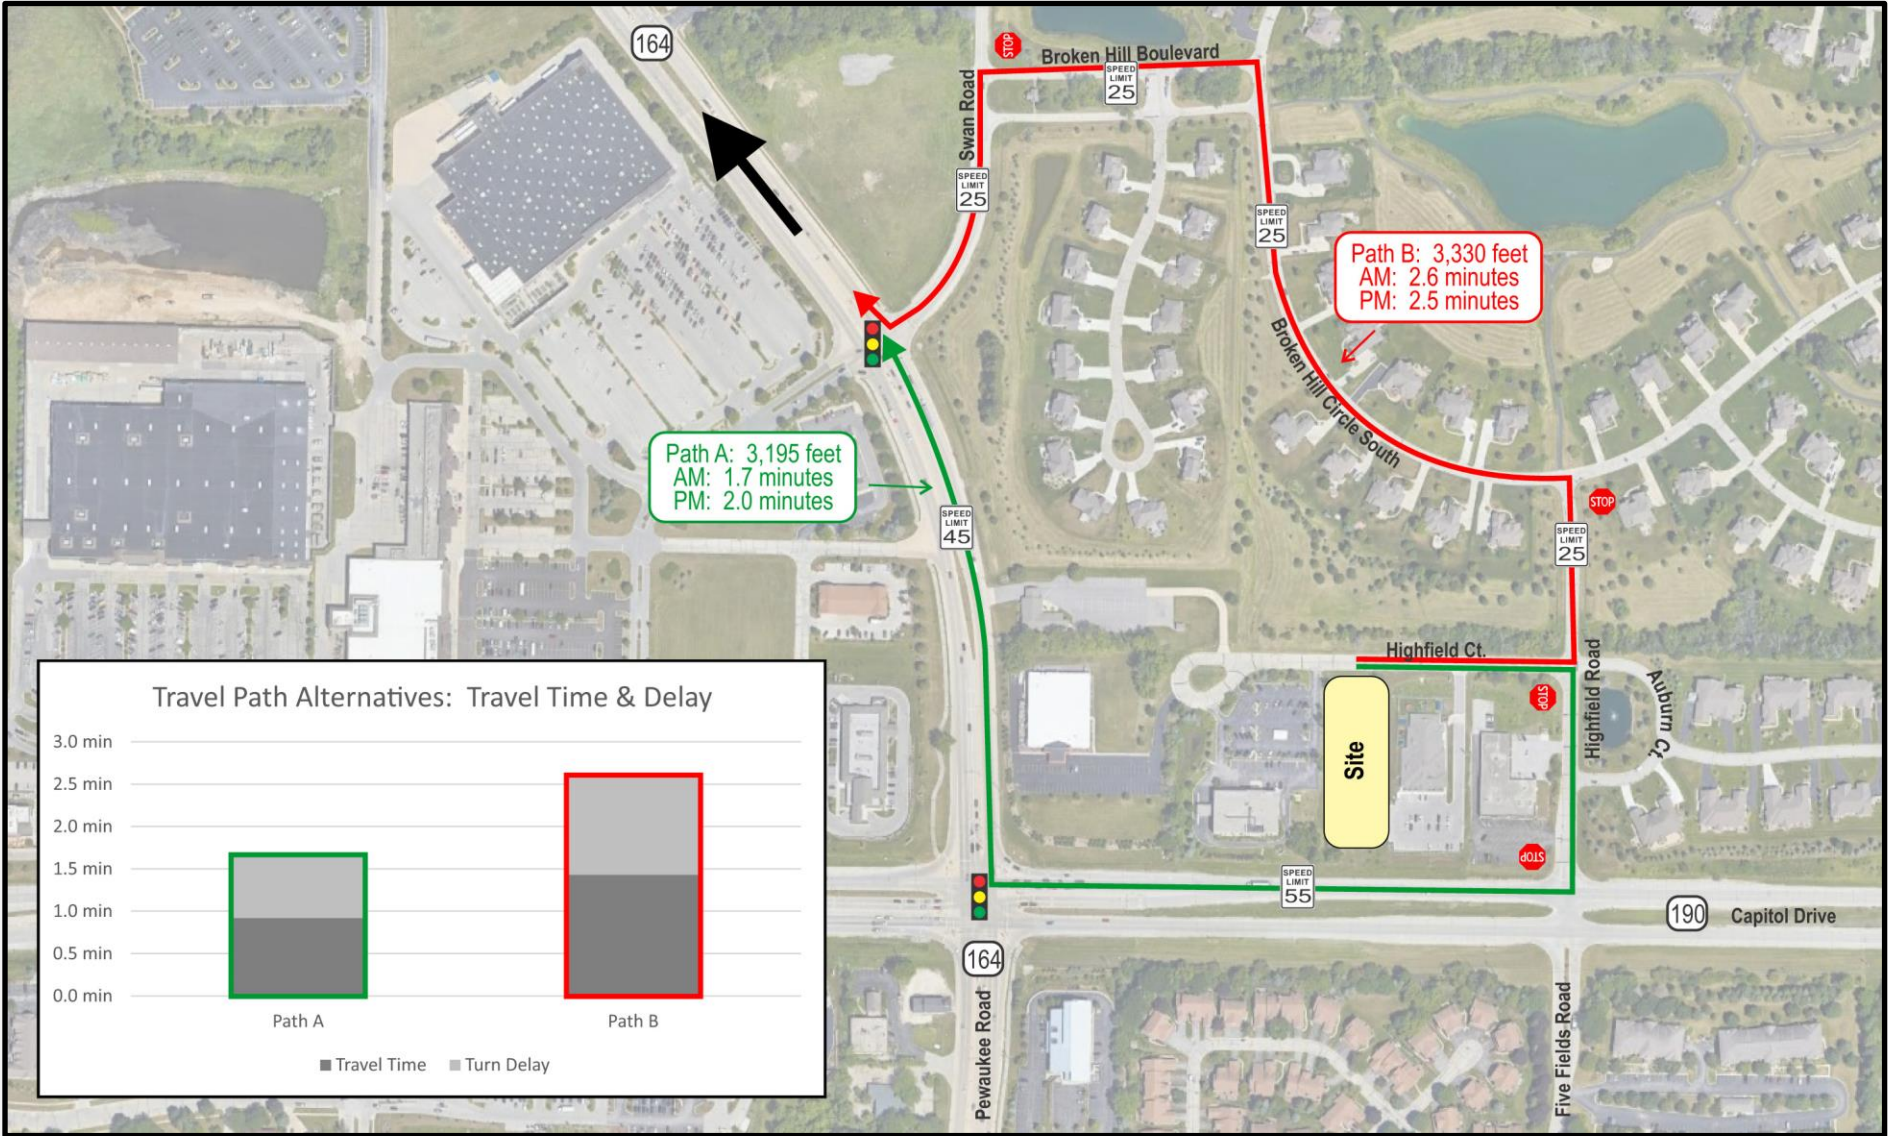 164
STOP
Broken Hill Boulevard
SPEED
LIMIT
25
Swan Road
SPEED
LIMIT
25
SPEED
LIMIT
25
Path B: 3,330 feet
AM: 2.6 minutes
PM: 2.5 minutes
Broken Hill Circle South
Path A: 3,195 feet
AM: 1.7 minutes
PM: 2.0 minutes
SPEED
LIMIT
45
STOP
SPEED
LIMIT
25
Highfield Ct.
Highfield Road
Auburn Ct.
STOP
Site
STOP
SPEED
LIMIT
55
190 Capitol Drive
164
Pewaukee Road
Five Fields Road
Travel Path Alternatives: Travel Time & Delay
3.0 min
2.5 min
2.0 min
1.5 min
1.0 min
0.5 min
0.0 min
Path A Path B
Travel Time Turn Delay